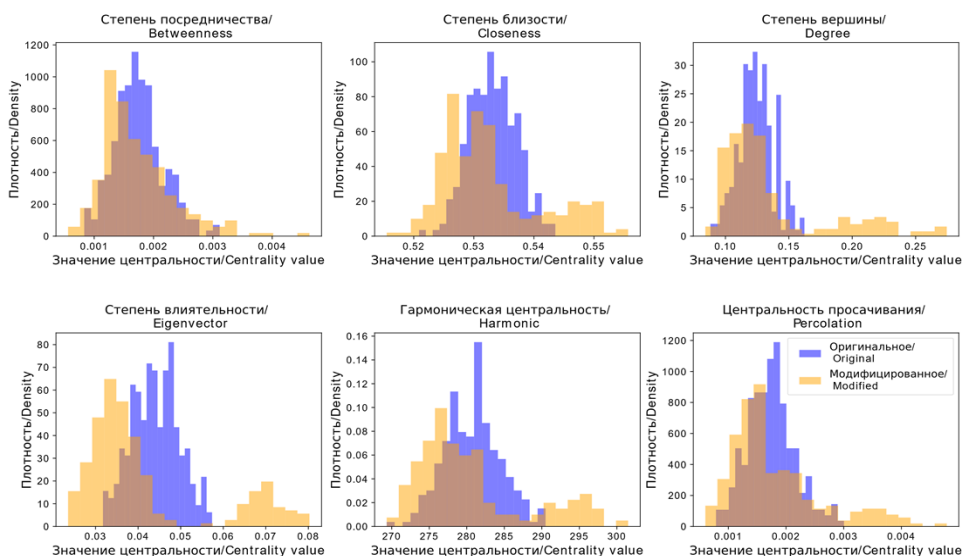 Степень посредничества/
Betweenness
1200
1000
800
600
400
200
0
0.001
0.002
0.003
0.004
Плотность/Density
Значение центральности/Centrality value
Степень близости/
Closeness
100
80
60
40
20
0
0.52
0.53
0.54
0.55
Плотность/Density
Значение центральности/Centrality value
Степень вершины/
Degree
30
25
20
15
10
5
0
0.10
0.15
0.20
0.25
Плотность/Density
Значение центральности/Centrality value
Степень влиятельности/
Eigenvector
80
70
60
50
40
30
20
10
0
0.03
0.04
0.05
0.06
0.07
0.08
Плотность/Density
Значение центральности/Centrality value
Гармоническая центральность/
Harmonic
0.16
0.14
0.12
0.10
0.08
0.06
0.04
0.02
0.00
270
275
280
285
290
295
300
Плотность/Density
Значение центральности/Centrality value
Центральность просачивания/
Percolation
1200
1000
800
600
400
200
0
0.001
0.002
0.003
0.004
Плотность/Density
Значение центральности/Centrality value
Оригинальное/
Original
Модифицированное/
Modified